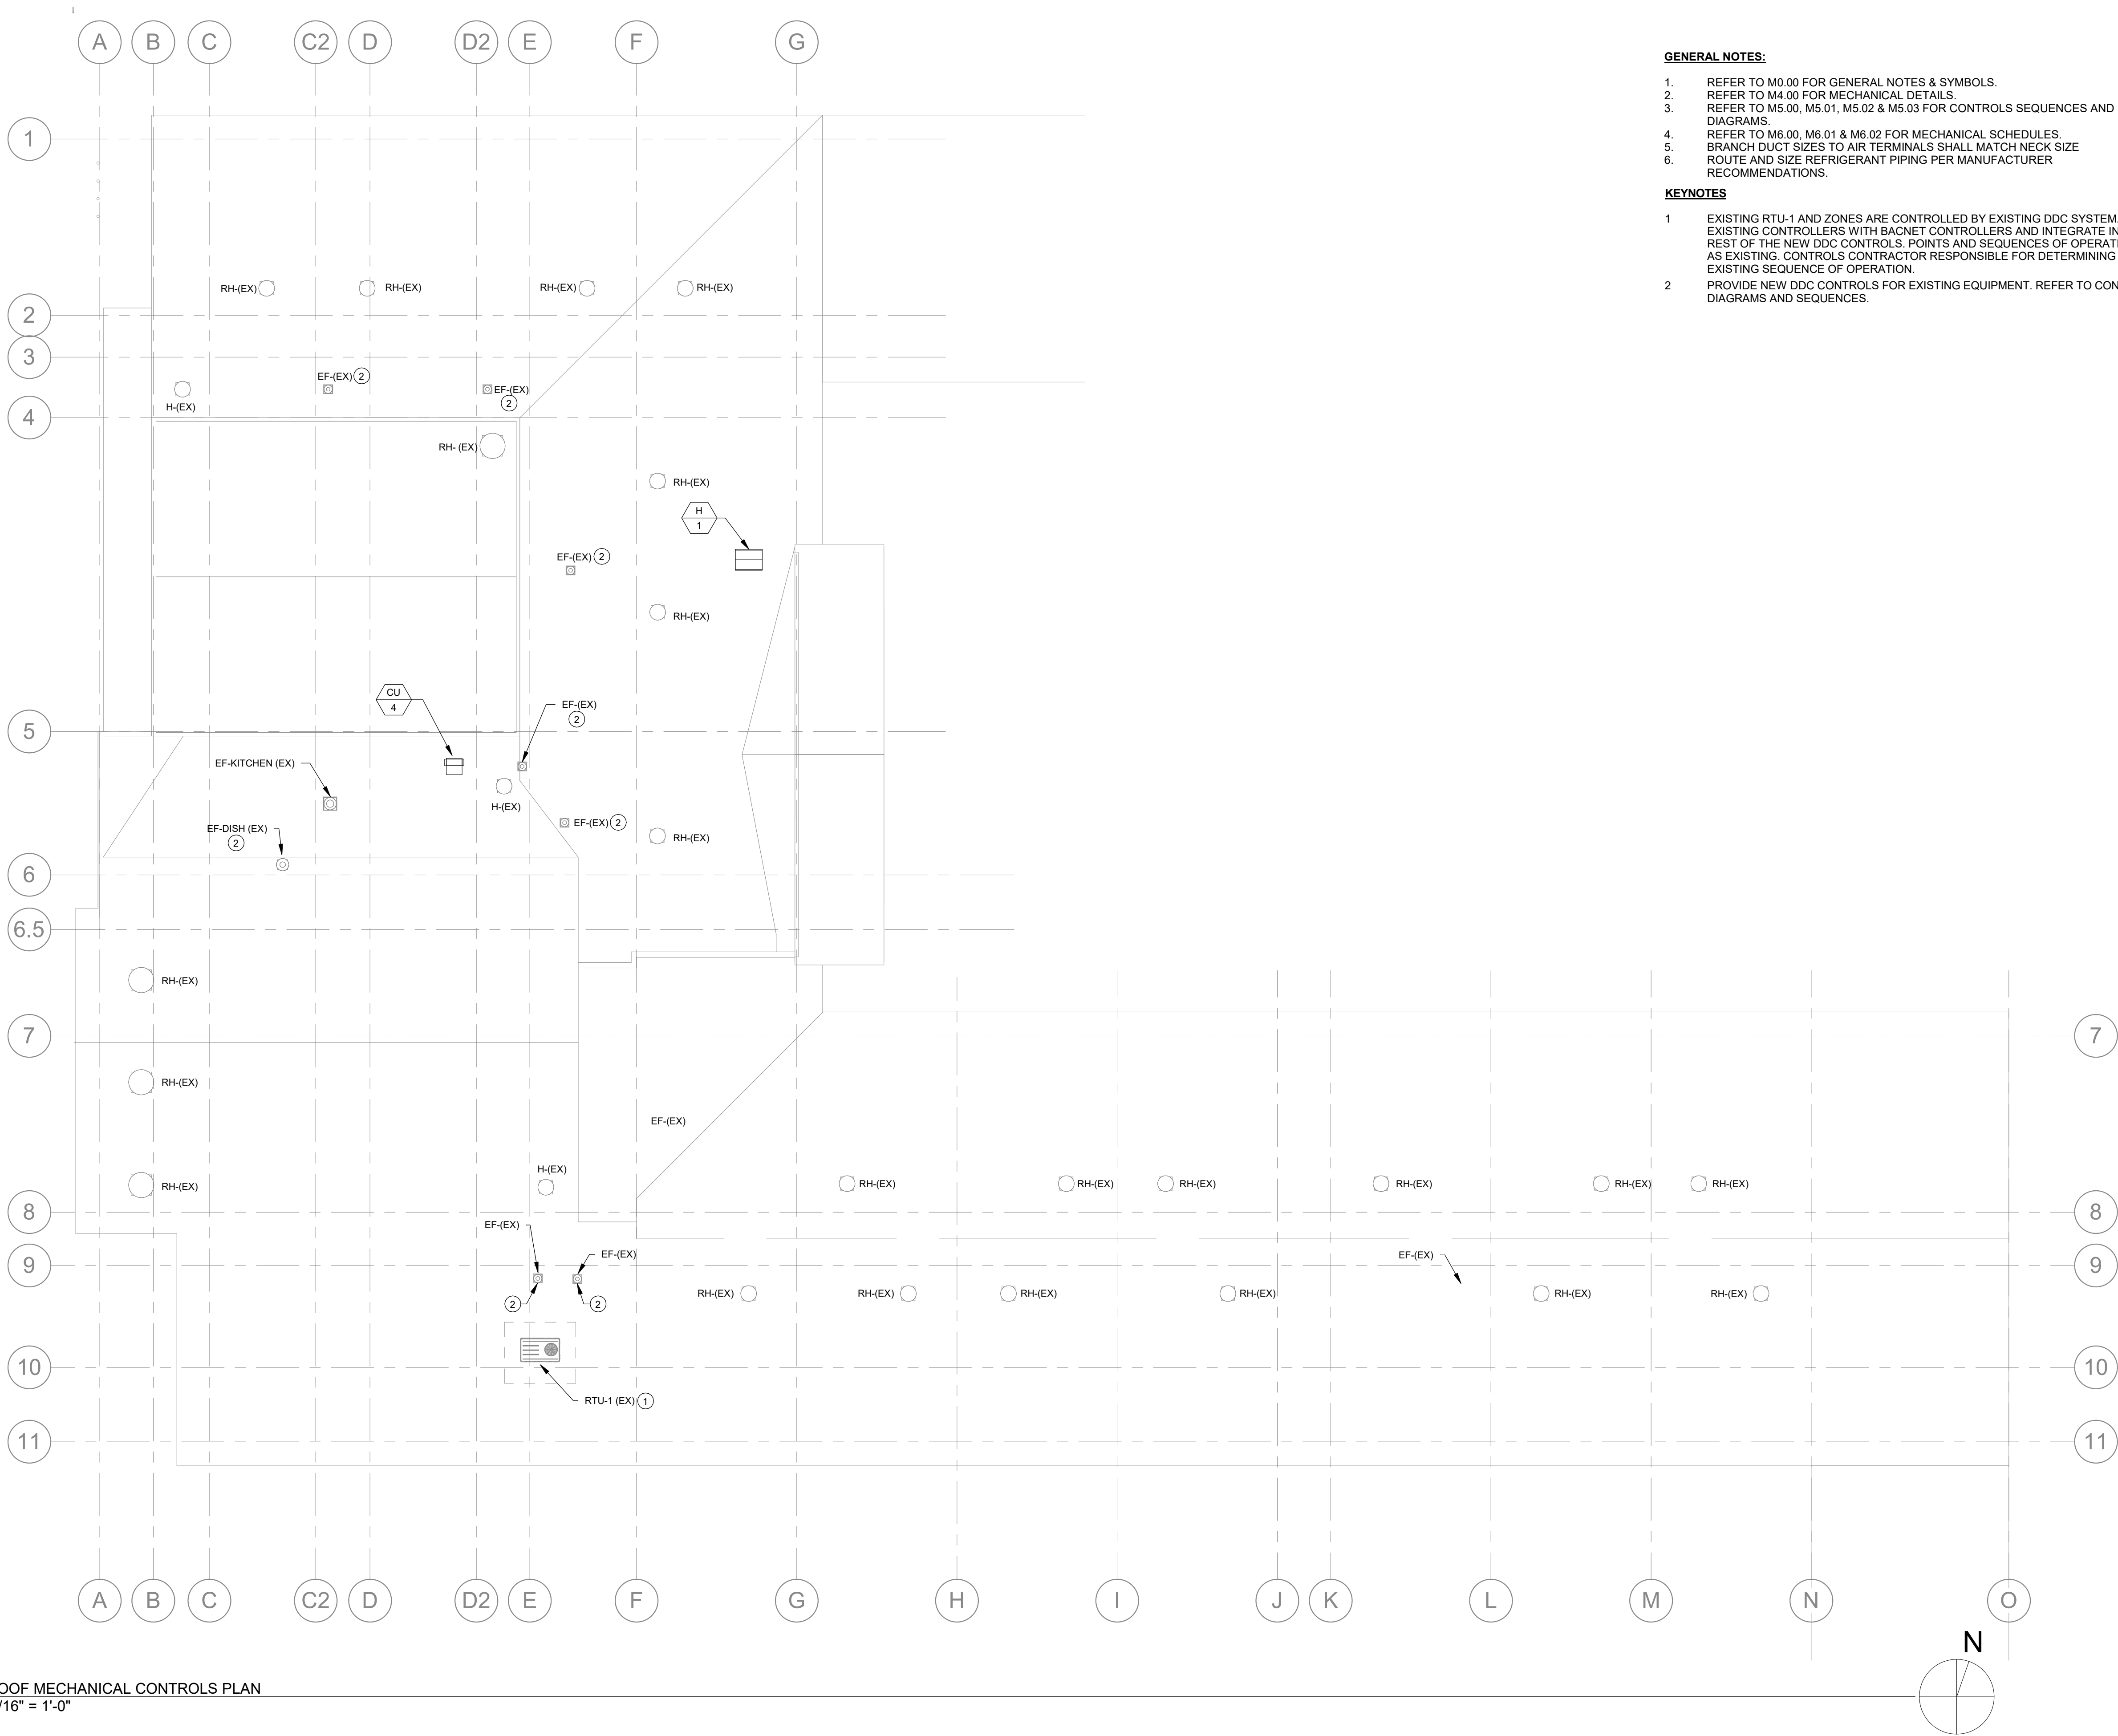 A B C C2 D D2 E F G
GENERAL NOTES:
1. REFER TO M0.00 FOR GENERAL NOTES & SYMBOLS.
2. REFER TO M4.00 FOR MECHANICAL DETAILS.
3. REFER TO M5.00, M5.01, M5.02 & M5.03 FOR CONTROLS SEQUENCES AND
DIAGRAMS.
4. REFER TO M6.00, M6.01 & M6.02 FOR MECHANICAL SCHEDULES.
5. BRANCH DUCT SIZES TO AIR TERMINALS SHALL MATCH NECK SIZE
6. ROUTE AND SIZE REFRIGERANT PIPING PER MANUFACTURER
RECOMMENDATIONS.
KEYNOTES
1 EXISTING RTU-1 AND ZONES ARE CONTROLLED BY EXISTING DDC SYSTEM.
EXISTING CONTROLLERS WITH BACNET CONTROLLERS AND INTEGRATE IN
REST OF THE NEW DDC CONTROLS. POINTS AND SEQUENCES OF OPERATI
AS EXISTING. CONTROLS CONTRACTOR RESPONSIBLE FOR DETERMINING
EXISTING SEQUENCE OF OPERATION.
2 PROVIDE NEW DDC CONTROLS FOR EXISTING EQUIPMENT. REFER TO CON
DIAGRAMS AND SEQUENCES.
1
RH-(EX) RH-(EX) RH-(EX) RH-(EX)
2
3
EF-(EX) 2
EF-(EX)
2
H-(EX)
4
RH- (EX)
RH-(EX)
H
1
EF-(EX) 2
RH-(EX)
CU
4
EF-(EX)
2
5
EF-KITCHEN (EX)
H-(EX)
EF-(EX) 2
EF-DISH (EX)
2
RH-(EX)
6
6.5
RH-(EX)
7 7
RH-(EX)
EF-(EX)
H-(EX)
RH-(EX)
RH-(EX) RH-(EX) RH-(EX) RH-(EX) RH-(EX) RH-(EX)
8 8
EF-(EX)
EF-(EX)
EF-(EX)
9 9
RH-(EX) RH-(EX) RH-(EX) RH-(EX) RH-(EX) RH-(EX)
2 2
10 10
RTU-1 (EX) 1
11 11
A B C C2 D D2 E F G H I J K L M N O
N
OOF MECHANICAL CONTROLS PLAN
/16" = 1'-0"